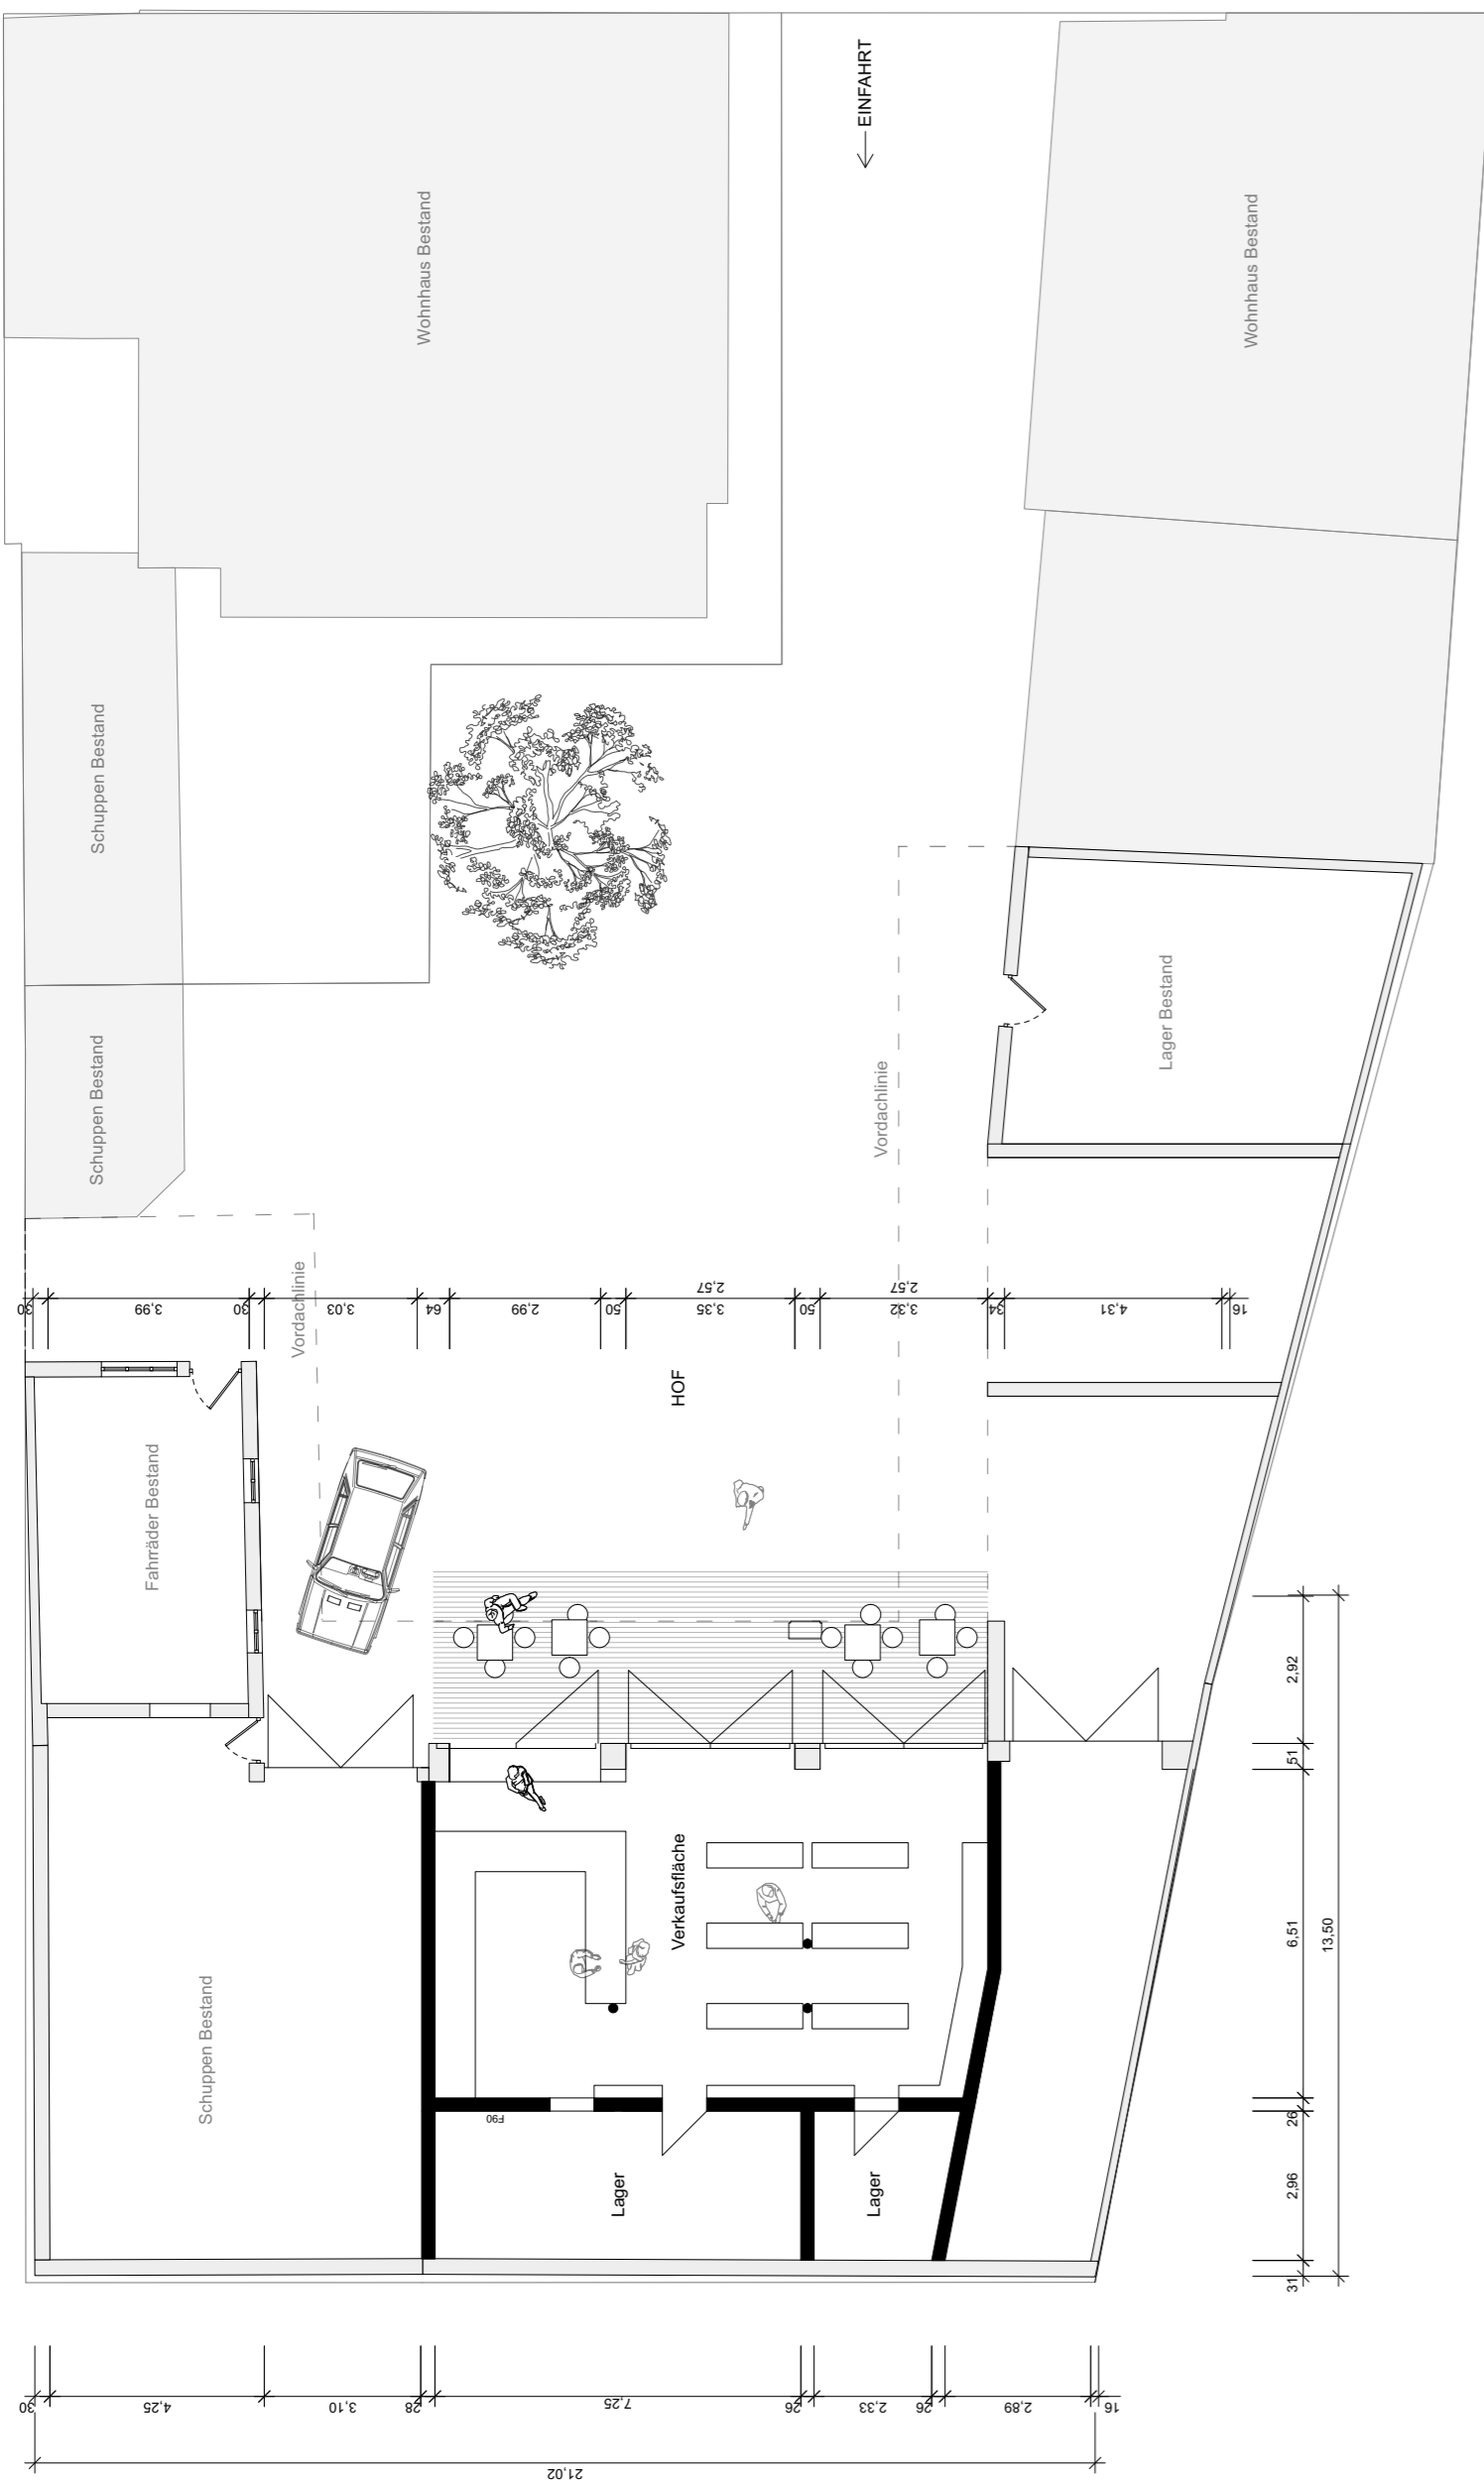 EINFAHRT
Wohnhaus Bestand
Wohnhaus Bestand
Schuppen Bestand
Lager Bestand
Schuppen Bestand
Vordachlinie
Vordachlinie
30
3,99
30
3,03
64
2,99
50
3,35
2,57
50
3,32
2,57
34
4,31
16
HOF
Fahrräder Bestand
2,92
51
Verkaufsfläche
6,51
13,50
Schuppen Bestand
F90
26
Lager
Lager
2,96
31
30
4,25
3,10
28
7,25
26
2,33
26
2,89
16
21,02